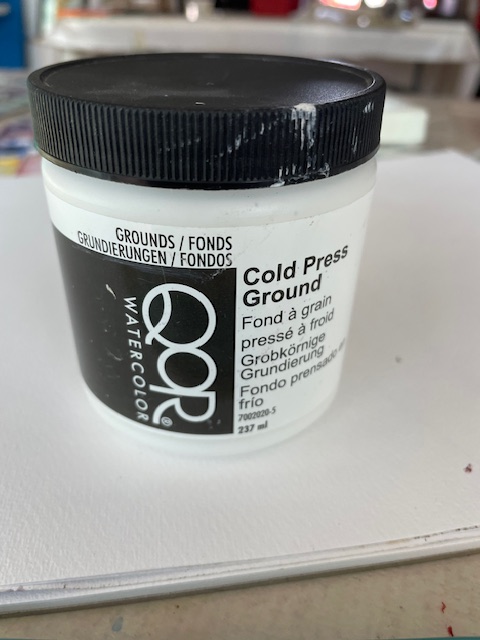 GROUNDS / FONDS
GRUNDIERUNGEN / FONDOS
QOR®
WATERCOLOR
Cold Press
Ground
Fond à grain
pressé à froid
Grobkörnige
Grundierung
Fondo prensado
frío
7002020-5
237 ml